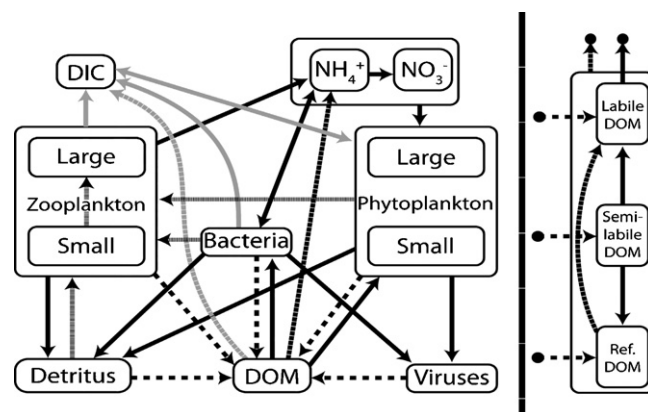 DIC
NH₄⁺
NO₃⁻
Large
Zooplankton
Small
Large
Phytoplankton
Small
Bacteria
Detritus
DOM
Viruses
Labile
DOM
Semi-
labile
DOM
Ref.
DOM